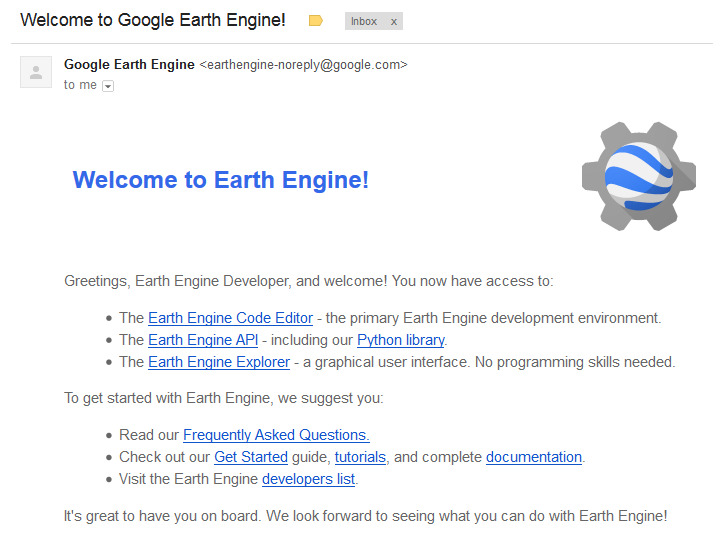 Welcome to Google Earth Engine!
Inbox x
Google Earth Engine <earthengine-noreply@google.com>
to me
Welcome to Earth Engine!
Greetings, Earth Engine Developer, and welcome! You now have access to:
The Earth Engine Code Editor - the primary Earth Engine development environment.
The Earth Engine API - including our Python library.
The Earth Engine Explorer - a graphical user interface. No programming skills needed.
To get started with Earth Engine, we suggest you:
Read our Frequently Asked Questions.
Check out our Get Started guide, tutorials, and complete documentation.
Visit the Earth Engine developers list.
It's great to have you on board. We look forward to seeing what you can do with Earth Engine!